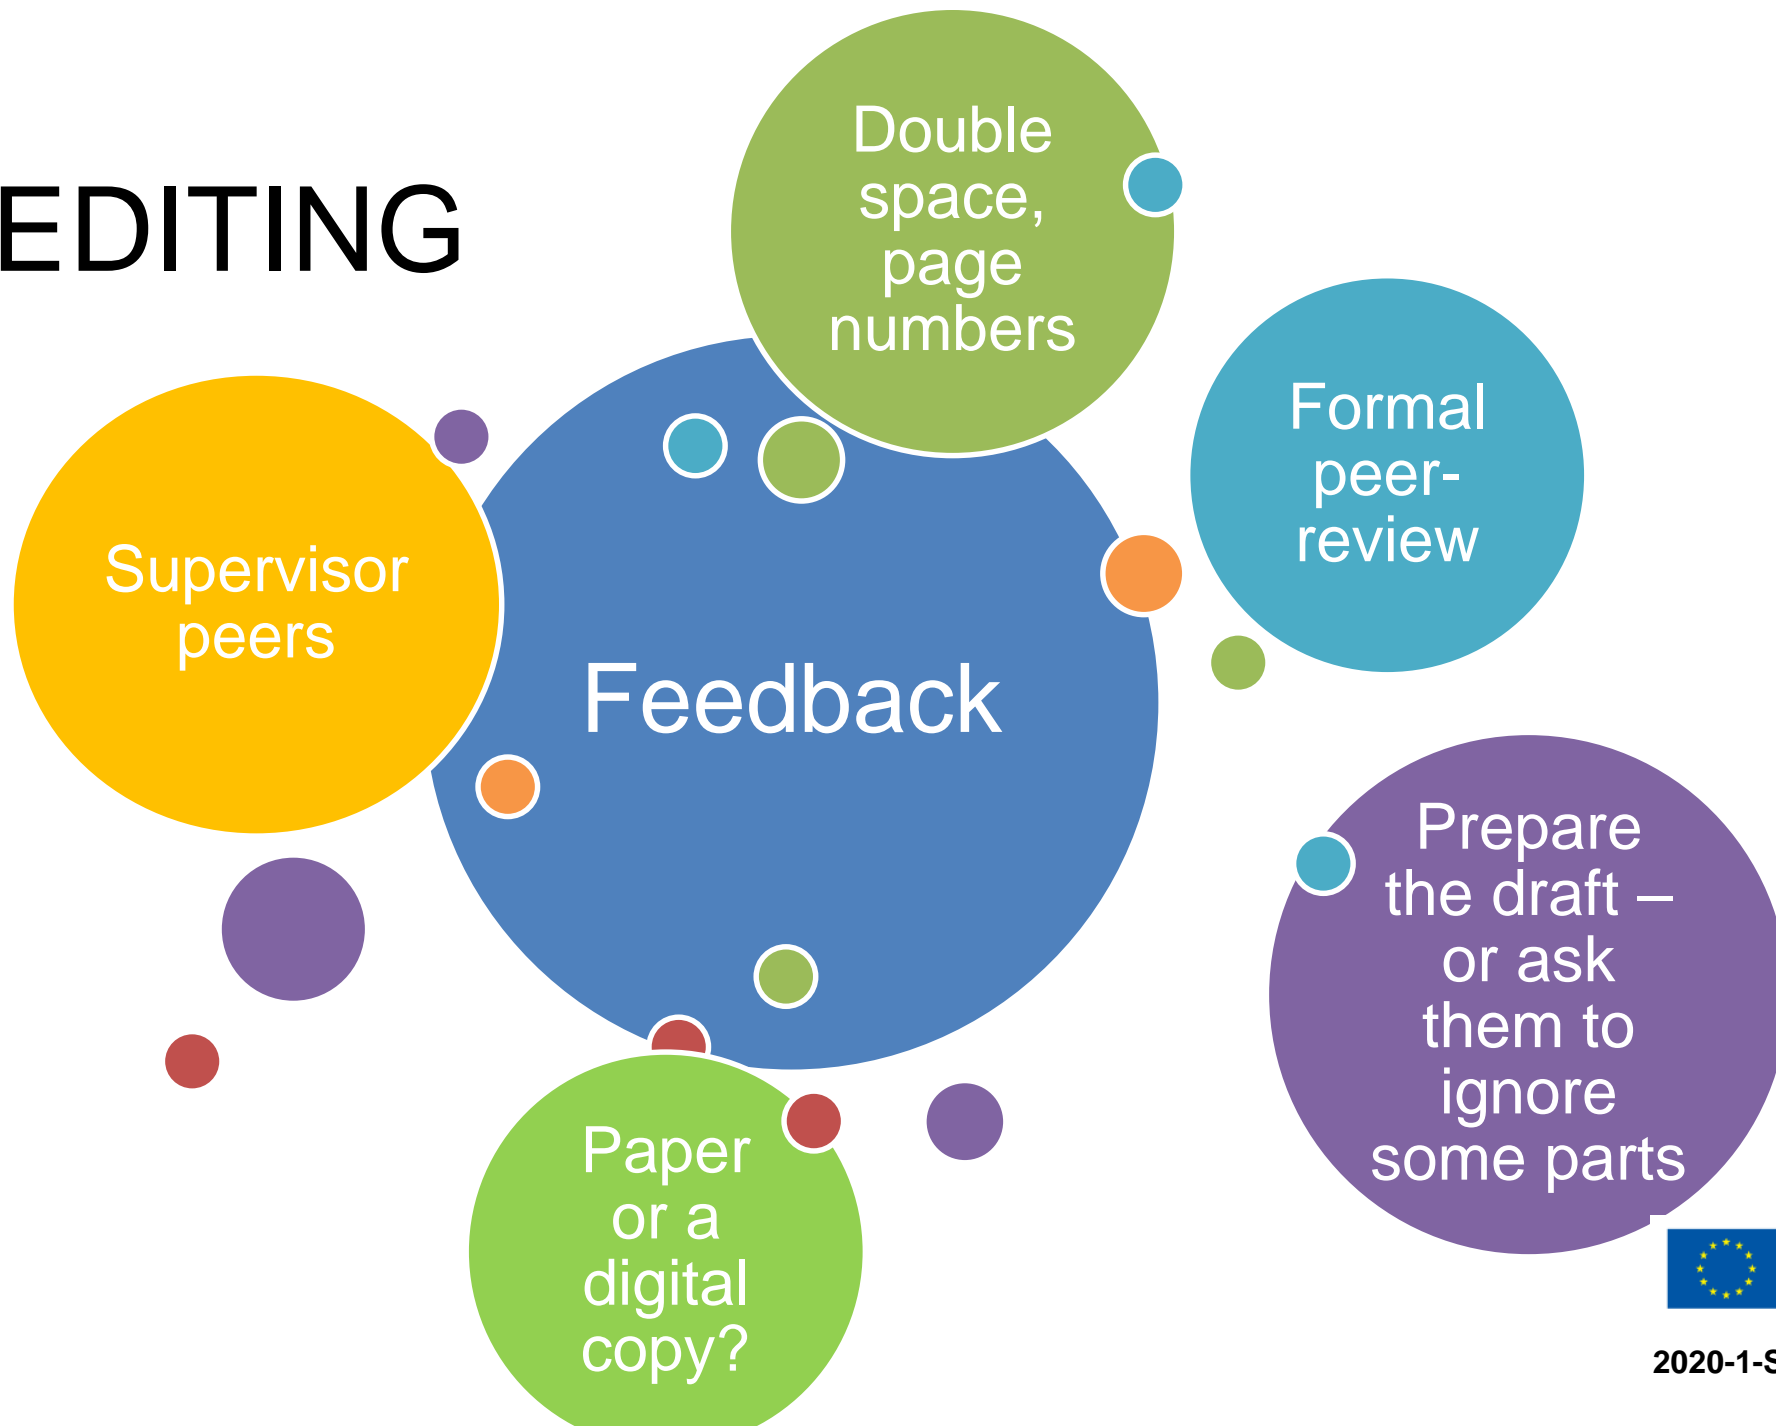 EDITING
Double
space,
page
numbers
Formal
peer-
review
Supervisor
peers
Feedback
Prepare
the draft –
or ask
them to
ignore
some parts
Paper
or a
digital
copy?
2020-1-S